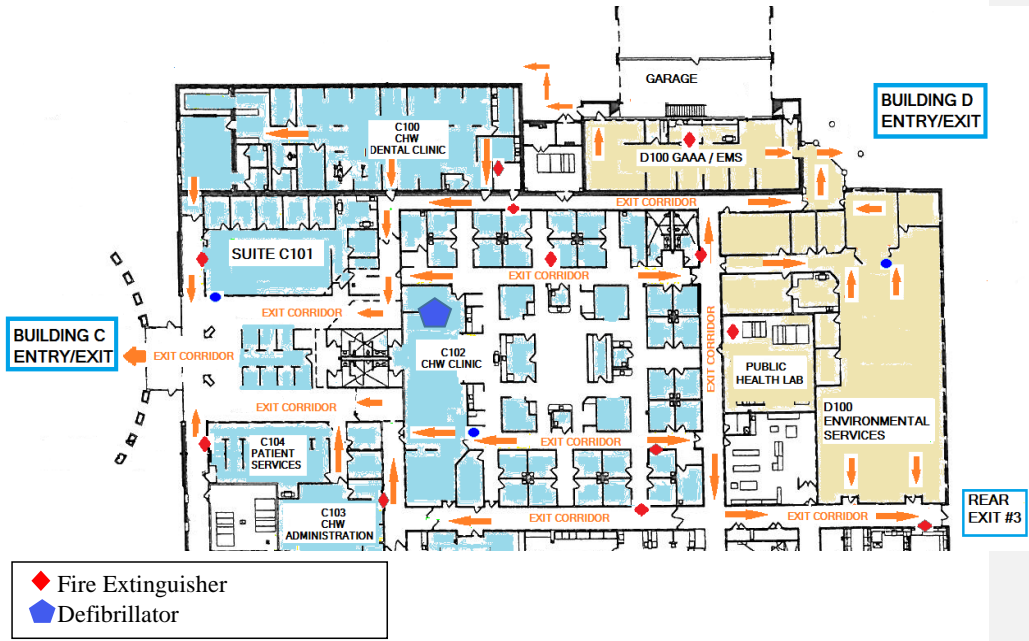 GARAGE
BUILDING D
ENTRY/EXIT
C100
CHW
DENTAL CLINIC
D100 GAAA / EMS
EXIT CORRIDOR
SUITE C101
EXIT CORRIDOR
EXIT CORRIDOR
BUILDING C
ENTRY/EXIT
EXIT CORRIDOR
EXIT CORRIDOR
C102
CHW CLINIC
PUBLIC
HEALTH LAB
EXIT CORRIDOR
D100
ENVIRONMENTAL
SERVICES
C104
PATIENT
SERVICES
EXIT CORRIDOR
C103
CHW
ADMINISTRATION
EXIT CORRIDOR
EXIT CORRIDOR
REAR
EXIT #3
Fire Extinguisher
Defibrillator